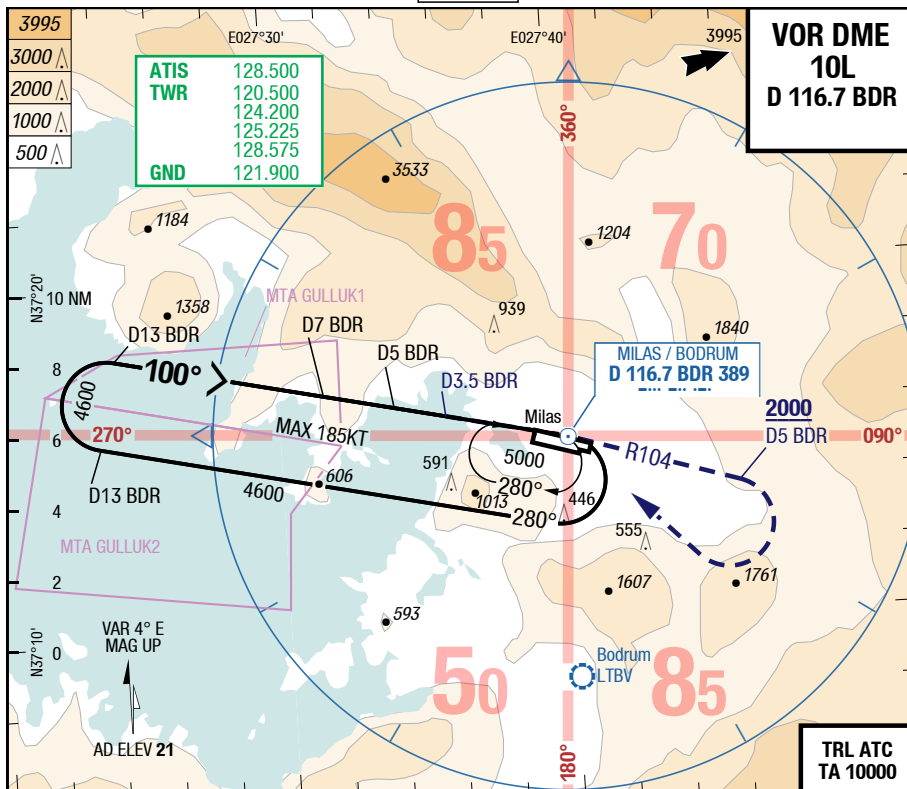 3995
3000
2000
1000
500
E027°30'
E027°40'
3995
VOR DME
10L
D 116.7 BDR
ATIS 128.500
TWR 120.500
124.200
125.225
128.575
GND 121.900
360°
3533
85
70
1184
1204
N37°20'
10 NM
MTA GULLUK1
1358
939
1840
D13 BDR
D7 BDR
D5 BDR
D3.5 BDR
MILAS / BODRUM
D 116.7 BDR 389
8
100°
4600
Milas
2000
D5 BDR
6
270°
MAX 185KT
090°
R104
5000
D13 BDR
4600
606
591
280°
1013
446
280°
4
555
MTA GULLUK2
2
1607
1761
593
VAR 4° E
MAG UP
N37°10'
0
50
Bodrum
LTBV
85
AD ELEV 21
180°
TRL ATC
TA 10000